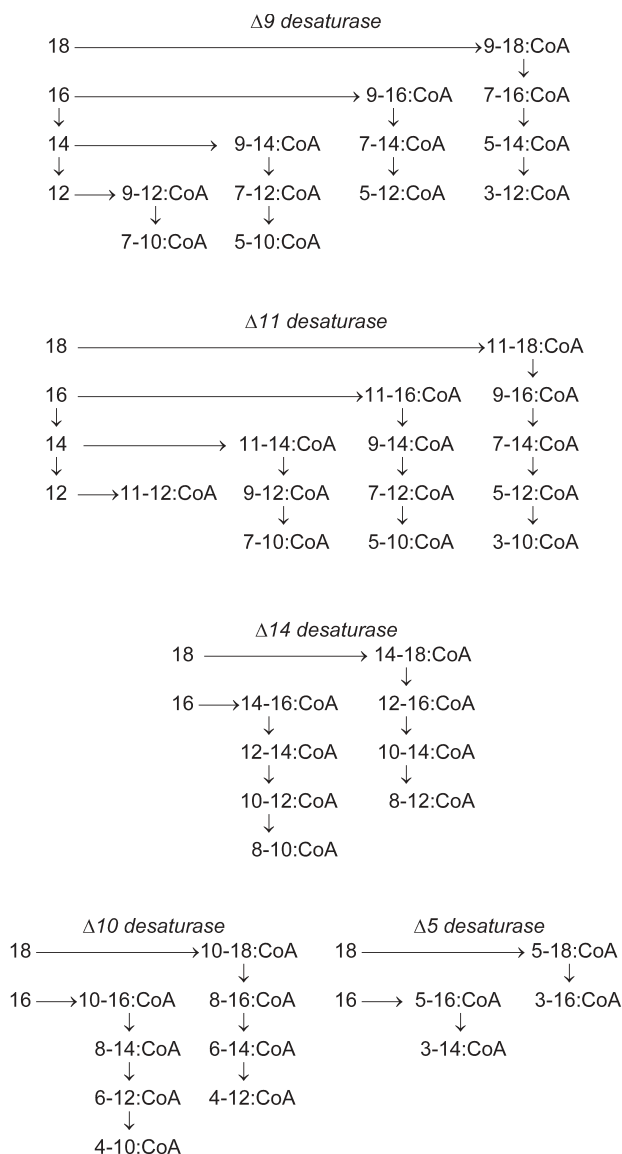 Δ9 desaturase
18 9-18:CoA
16 9-16:CoA 7-16:CoA
14 9-14:CoA 7-14:CoA 5-14:CoA
12 9-12:CoA 7-12:CoA 5-12:CoA 3-12:CoA
7-10:CoA 5-10:CoA
Δ11 desaturase
18 11-18:CoA
16 11-16:CoA 9-16:CoA
14 11-14:CoA 9-14:CoA 7-14:CoA
12 11-12:CoA 9-12:CoA 7-12:CoA 5-12:CoA
7-10:CoA 5-10:CoA 3-10:CoA
Δ14 desaturase
18 14-18:CoA
16 14-16:CoA 12-16:CoA
12-14:CoA 10-14:CoA
10-12:CoA 8-12:CoA
8-10:CoA
Δ10 desaturase
18 10-18:CoA
16 10-16:CoA 8-16:CoA
8-14:CoA 6-14:CoA
6-12:CoA 4-12:CoA
4-10:CoA
Δ5 desaturase
18 5-18:CoA
16 5-16:CoA 3-16:CoA
3-14:CoA